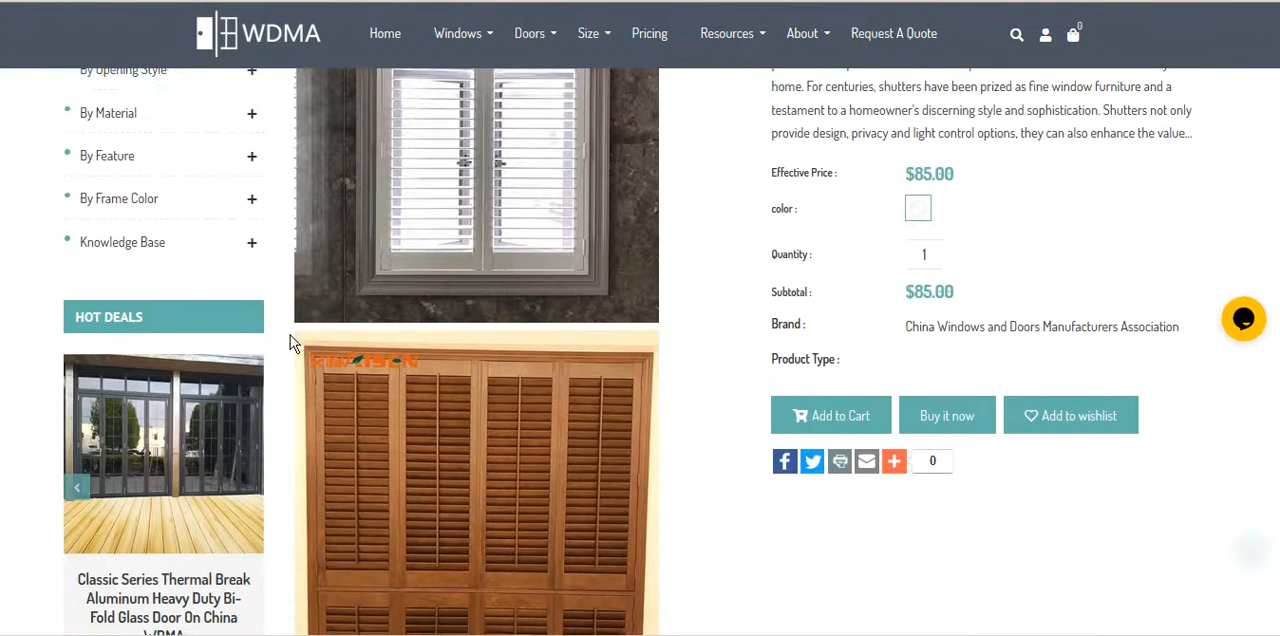 WDMA
Home Windows Doors Size Pricing Resources About Request A Quote
0
By Opening Style
By Material
By Feature
By Frame Color
Knowledge Base
HOT DEALS
Classic Series Thermal Break
Aluminum Heavy Duty Bi-
Fold Glass Door On China
WDMA
home. For centuries, shutters have been prized as fine window furniture and a
testament to a homeowner's discerning style and sophistication. Shutters not only
provide design, privacy and light control options, they can also enhance the value...
Effective Price : $85.00
color :
Quantity : 1
Subtotal : $85.00
Brand : China Windows and Doors Manufacturers Association
Product Type :
Add to Cart Buy it now Add to wishlist
0